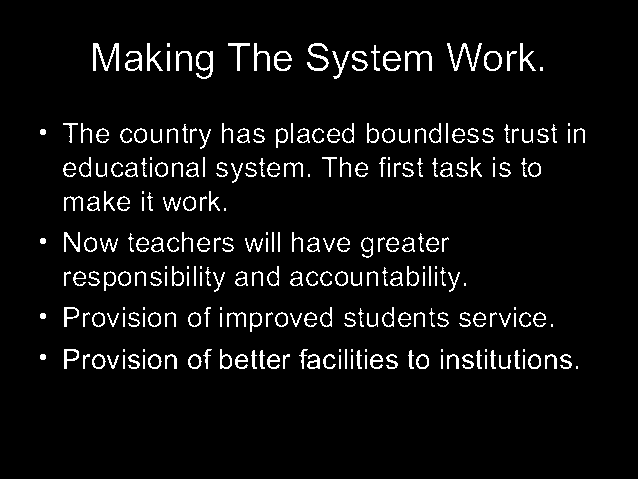 Making The System Work.
• The country has placed boundless trust in
educational system. The first task is to
make it work.
• Now teachers will have greater
responsibility and accountability.
• Provision of improved students service.
• Provision of better facilities to institutions.